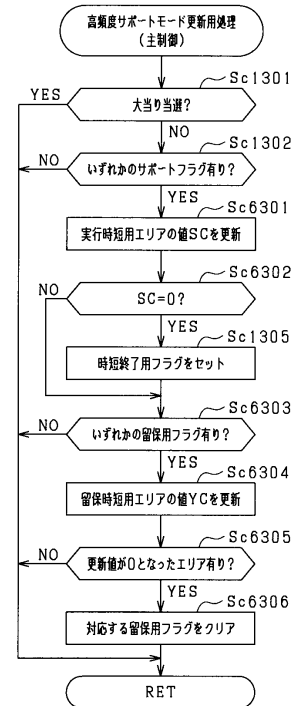 高頻度サポートモード更新用処理
(主制御)
Sc1301
YES
大当り当選?
NO
Sc1302
NO
いずれかのサポートフラグ有り?
YES
Sc6301
実行時短用エリアの値SCを更新
Sc6302
NO
SC=0?
YES
Sc1305
時短終了用フラグをセット
Sc6303
NO
いずれかの留保用フラグ有り?
YES
Sc6304
留保時短用エリアの値YCを更新
Sc6305
NO
更新値が0となったエリア有り?
YES
Sc6306
対応する留保用フラグをクリア
RET